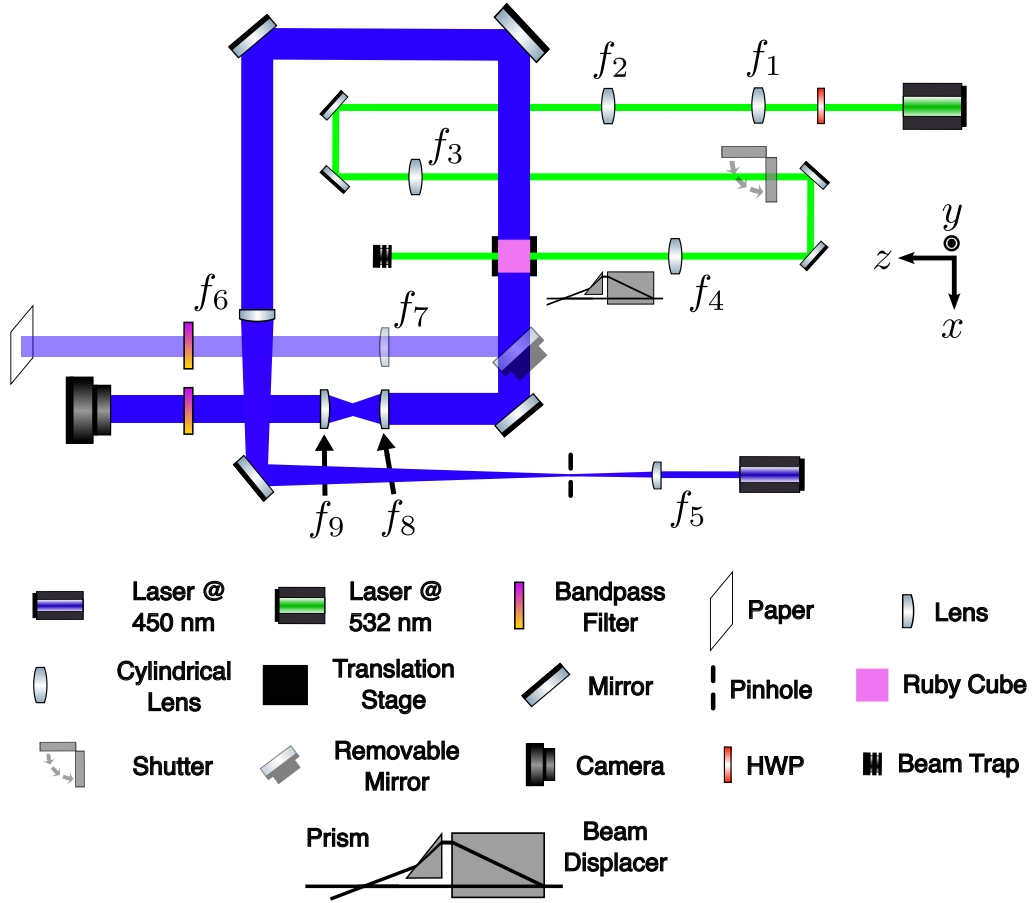 f2
f1
f3
y
z
f4
x
f6
f7
f9
f8
f5
Laser @
450 nm
Laser @
532 nm
Bandpass
Filter
Paper
Lens
Cylindrical
Lens
Translation
Stage
Mirror
Pinhole
Ruby Cube
Shutter
Removable
Mirror
Camera
HWP
Beam Trap
Prism
Beam
Displacer